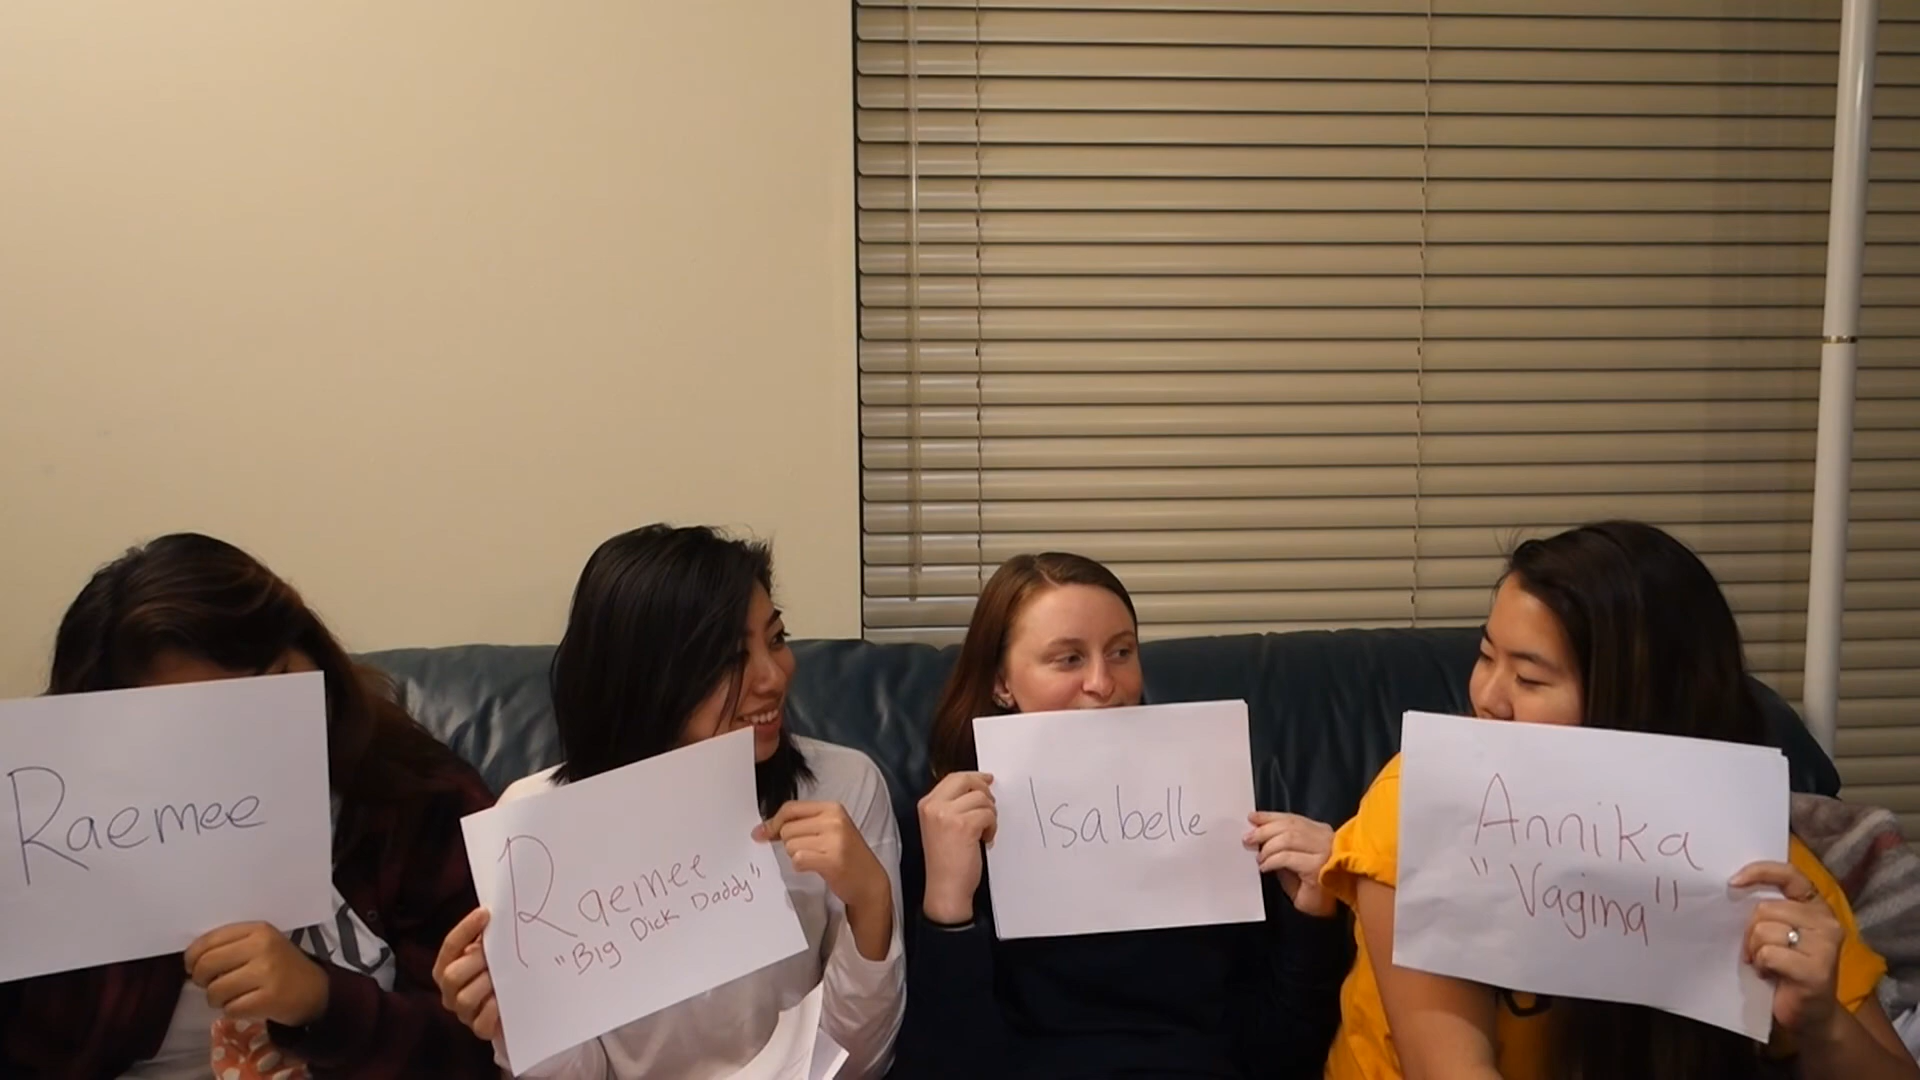 Raemee
Raemee
"Big Dick Daddy"
Isabelle
Annika
"Vagina"